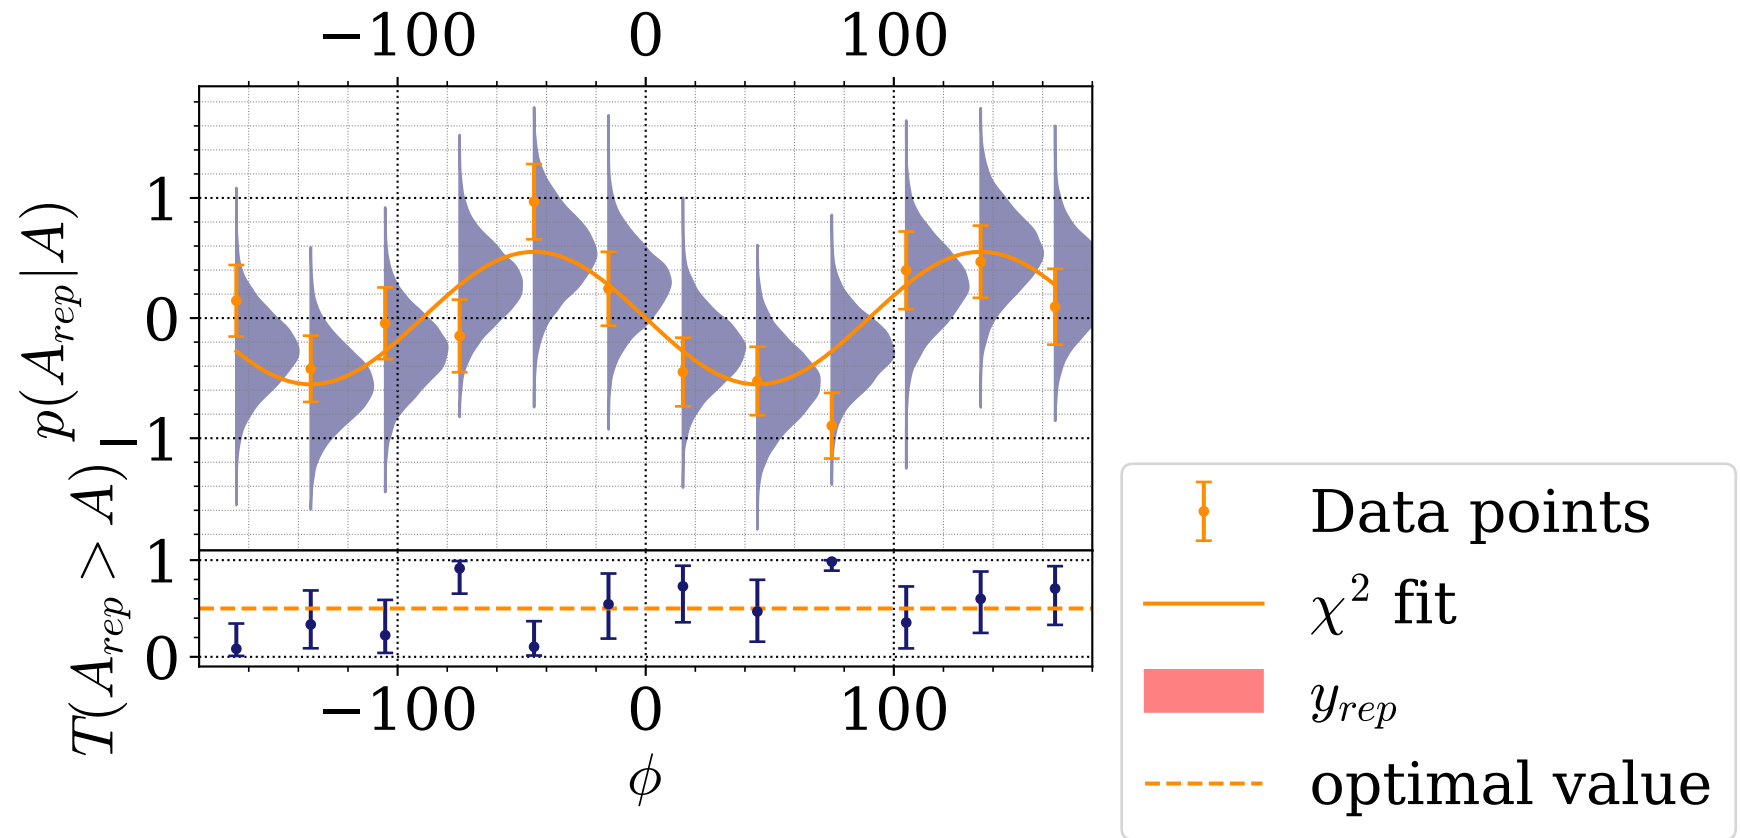 −100 0 100
p(A_rep|A)
1
0
−1
T(A_rep > A)
1
0
−100 0 100
ϕ
Data points
χ² fit
y_rep
optimal value